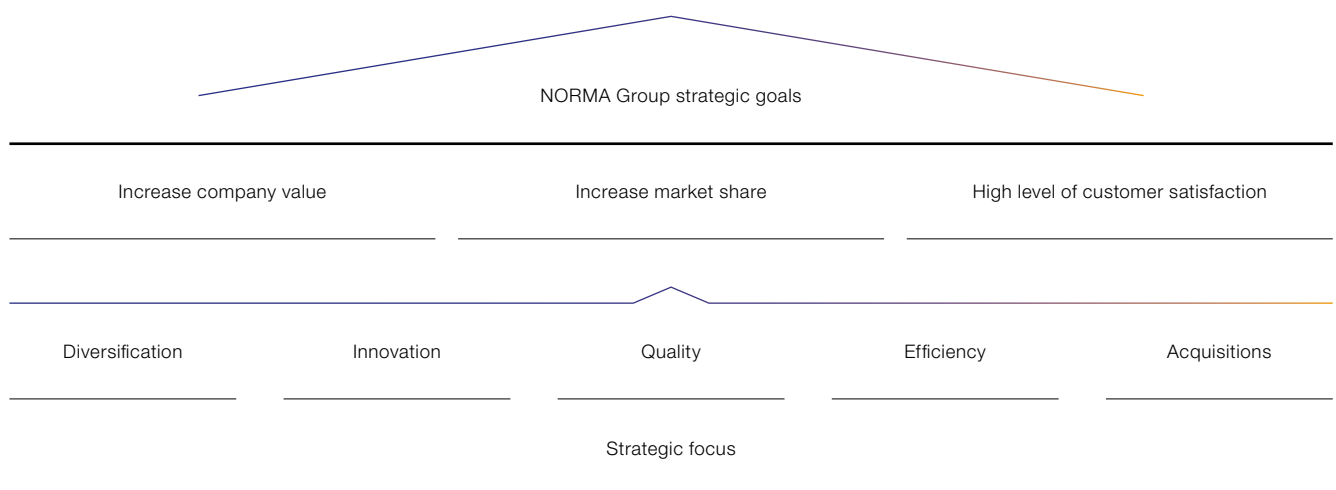 NORMA Group strategic goals
Increase company value
Increase market share
High level of customer satisfaction
Diversification
Innovation
Quality
Efficiency
Acquisitions
Strategic focus